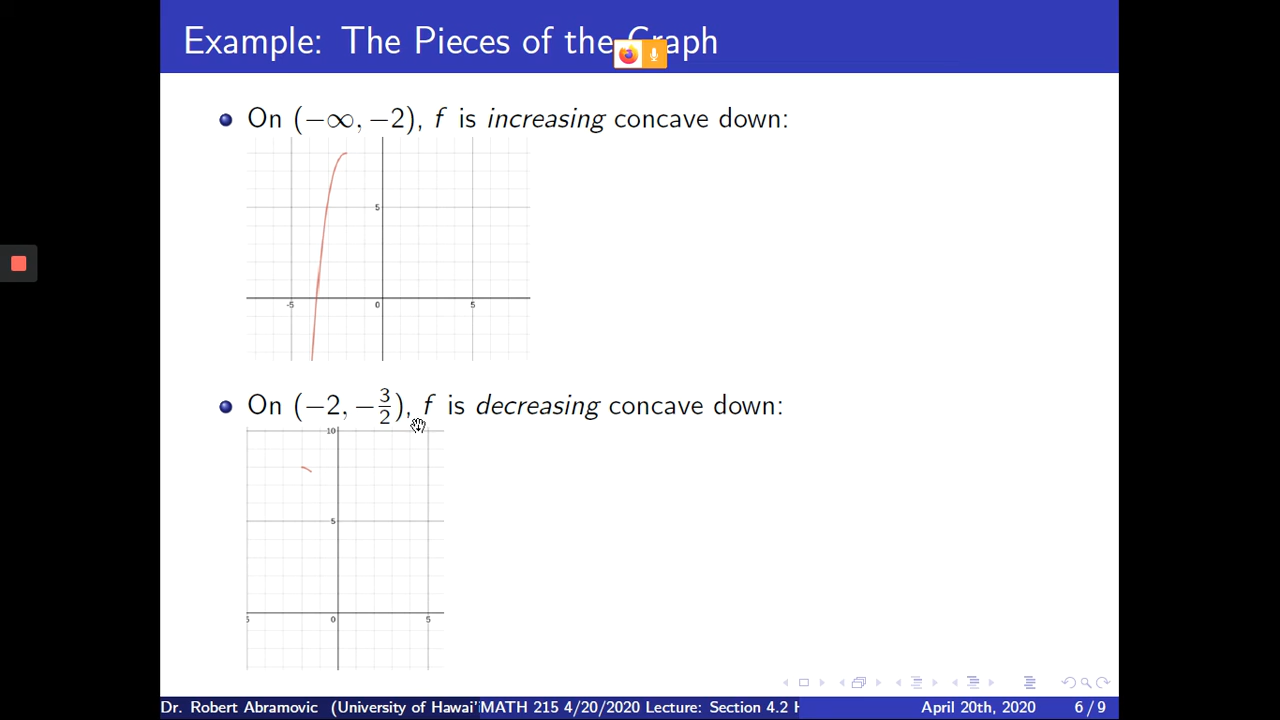 Example: The Pieces of the Graph
On (−∞, −2), f is increasing concave down:
5
-5 0 5
On (−2, −3/2), f is decreasing concave down:
10
5
5 0 5
Dr. Robert Abramovic (University of Hawai'i MATH 215 4/20/2020 Lecture: Section 4.2 H April 20th, 2020 6 / 9